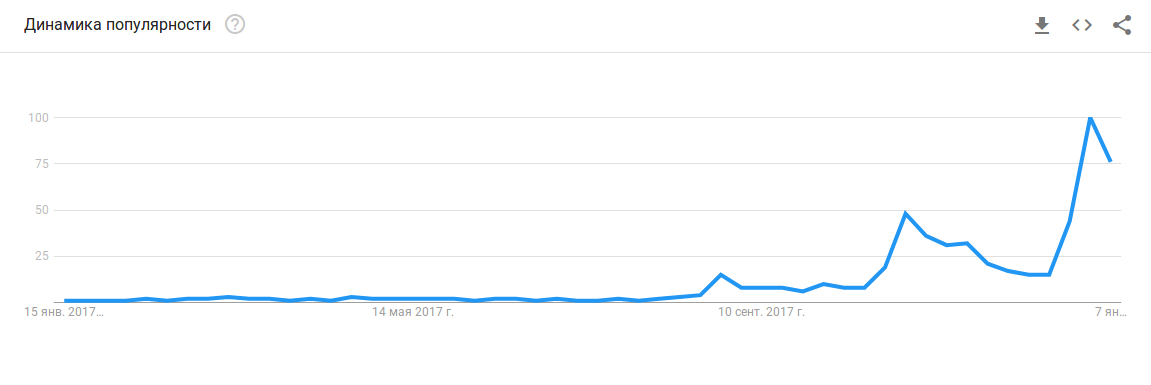 Динамика популярности
100
75
50
25
15 янв. 2017…
14 мая 2017 г.
10 сент. 2017 г.
7 ян…